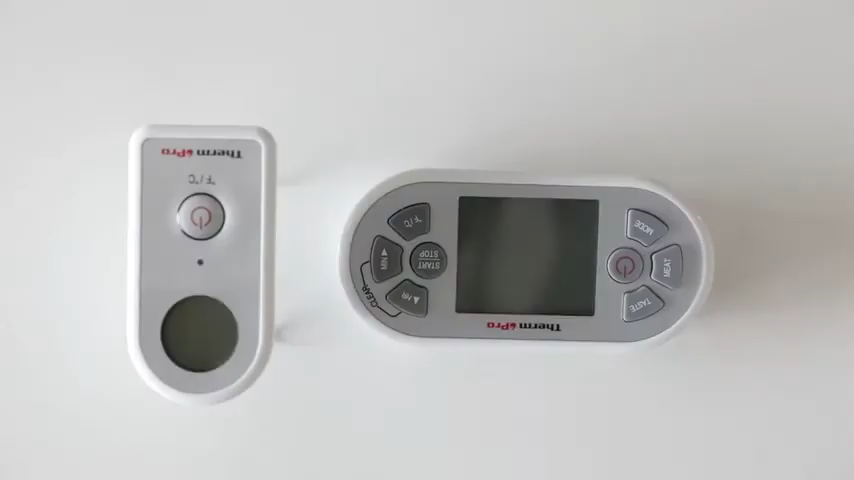 ThermoPro
°F/°C
ThermoPro
MODE
MEAT
TASTE
°F/°C
MIN
START
STOP
/HR
CLEAR